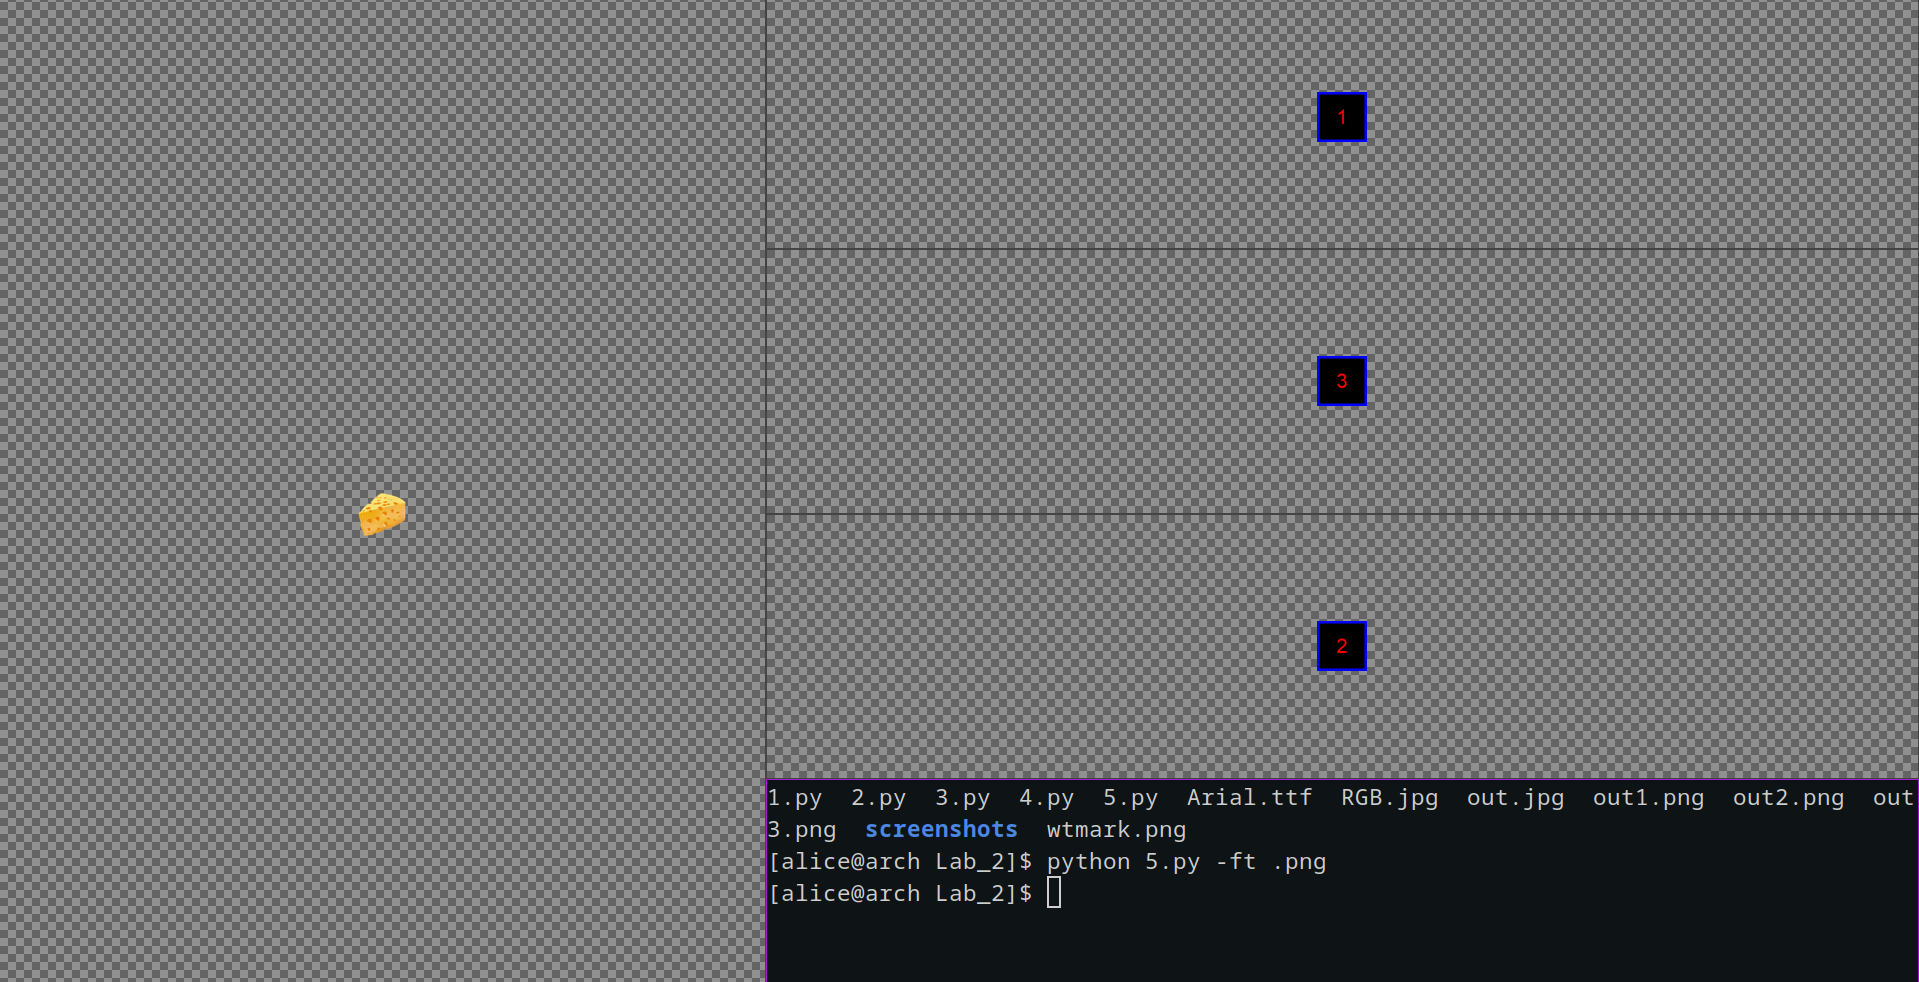 1
3
2
1.py  2.py  3.py  4.py  5.py  Arial.ttf  RGB.jpg  out.jpg  out1.png  out2.png  out
3.png  screenshots  wtmark.png
[alice@arch Lab_2]$ python 5.py -ft .png
[alice@arch Lab_2]$